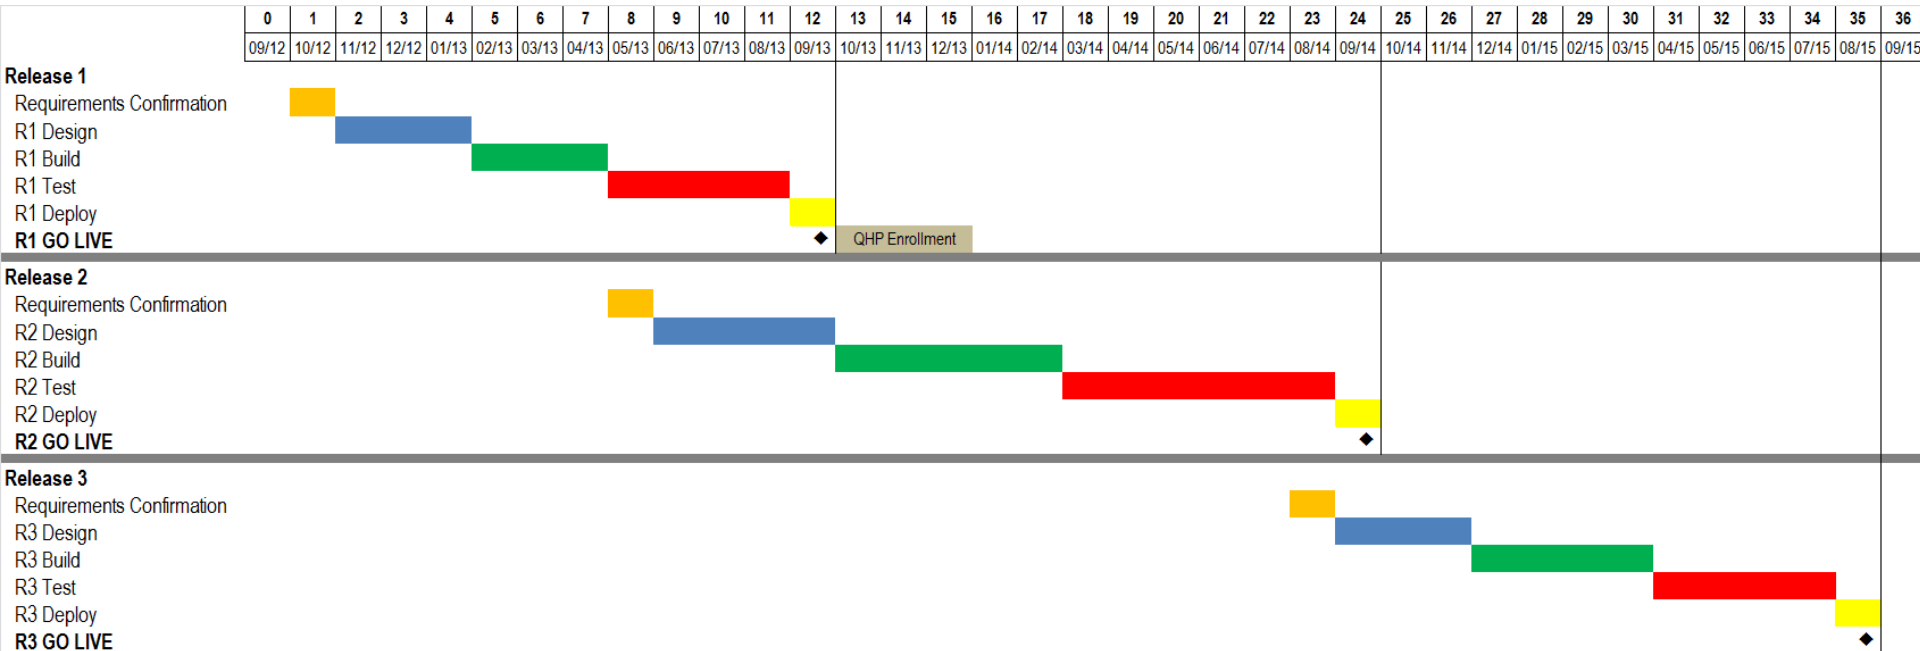 0 1 2 3 4 5 6 7 8 9 10 11 12 13 14 15 16 17 18 19 20 21 22 23 24 25 26 27 28 29 30 31 32 33 34 35 36
09/12 10/12 11/12 12/12 01/13 02/13 03/13 04/13 05/13 06/13 07/13 08/13 09/13 10/13 11/13 12/13 01/14 02/14 03/14 04/14 05/14 06/14 07/14 08/14 09/14 10/14 11/14 12/14 01/15 02/15 03/15 04/15 05/15 06/15 07/15 08/15 09/15
Release 1
Requirements Confirmation
R1 Design
R1 Build
R1 Test
R1 Deploy
R1 GO LIVE QHP Enrollment
Release 2
Requirements Confirmation
R2 Design
R2 Build
R2 Test
R2 Deploy
R2 GO LIVE
Release 3
Requirements Confirmation
R3 Design
R3 Build
R3 Test
R3 Deploy
R3 GO LIVE